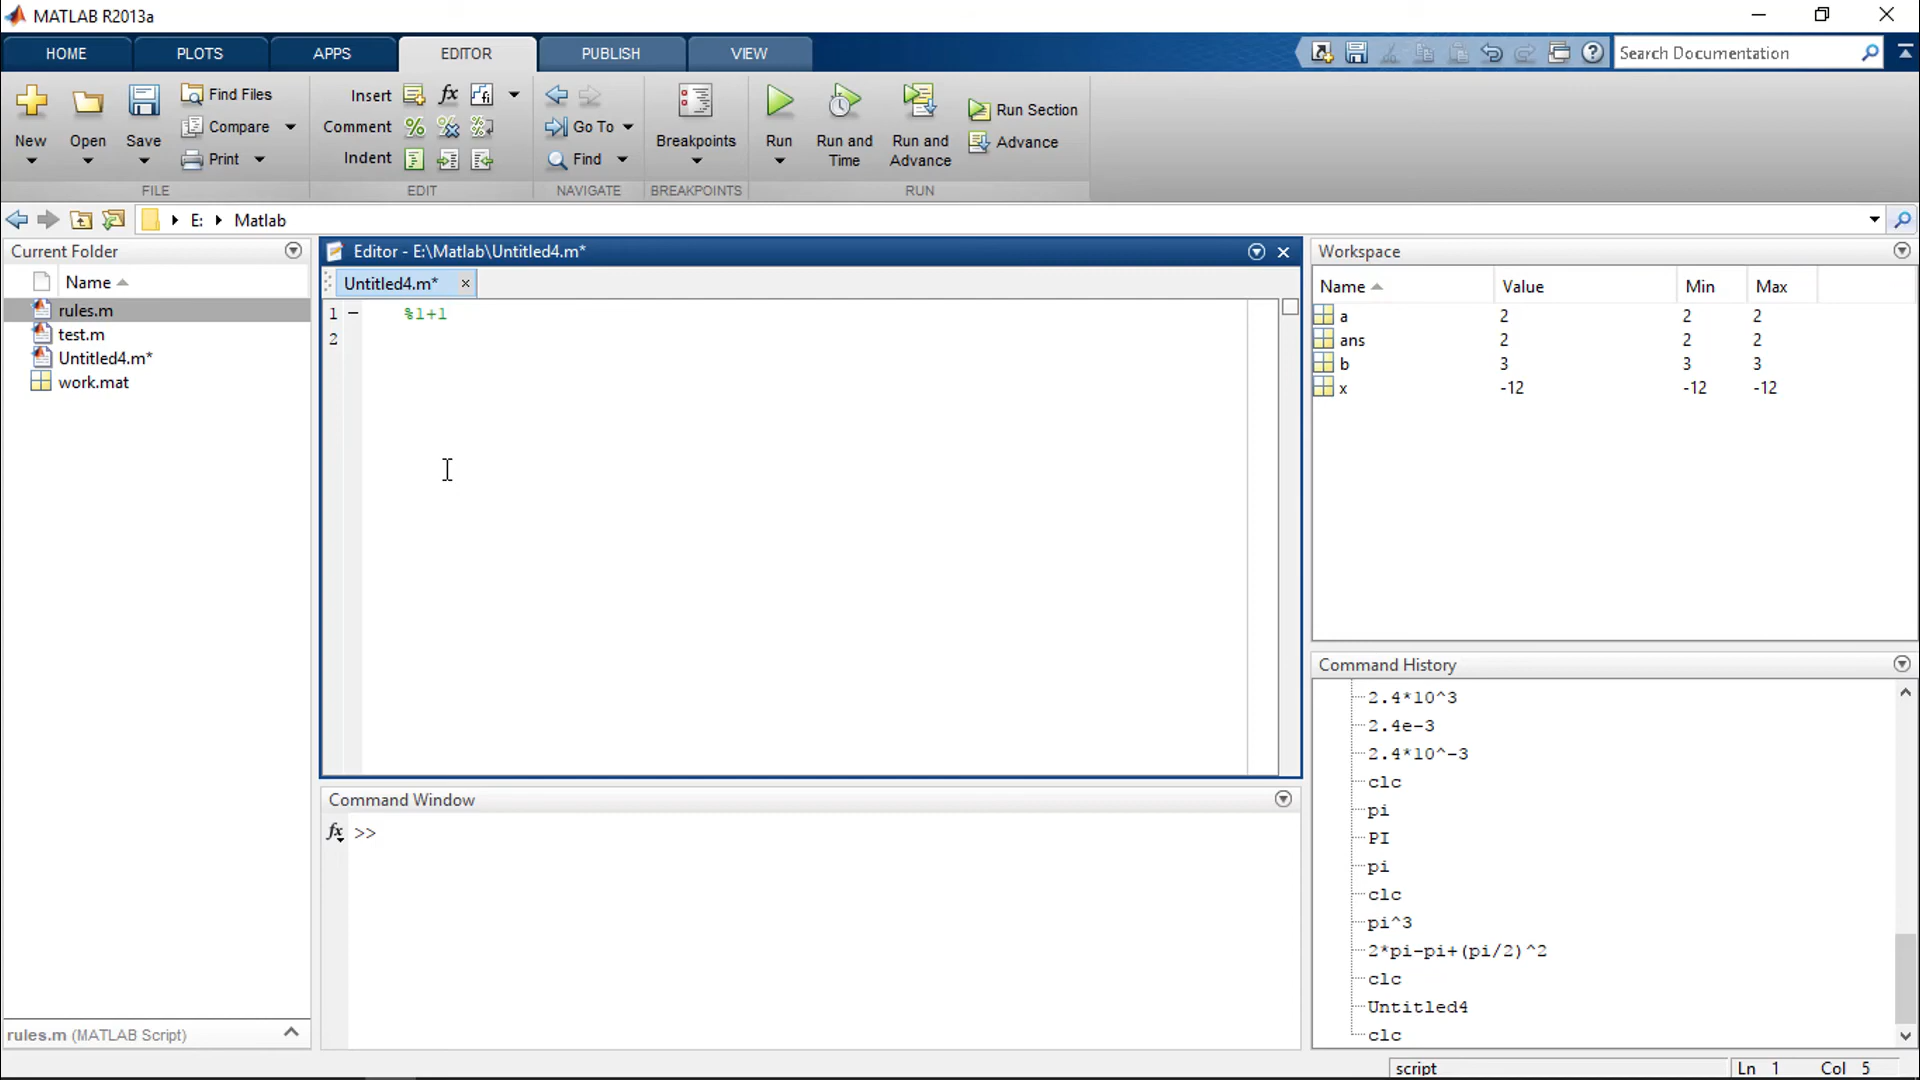 MATLAB R2013a
HOME
PLOTS
APPS
EDITOR
PUBLISH
VIEW
Search Documentation
New
Open
Save
Find Files
Compare
Print
FILE
Insert
fx
fi
Comment
%
Indent
EDIT
Go To
Find
NAVIGATE
Breakpoints
BREAKPOINTS
Run
Run and Time
Run and Advance
Run Section
Advance
RUN
E:
Matlab
Current Folder
Name
rules.m
test.m
Untitled4.m*
work.mat
rules.m (MATLAB Script)
Editor - E:\Matlab\Untitled4.m*
Untitled4.m*
1 %1+1
2
Command Window
fx >>
Workspace
Name Value Min Max
a 2 2 2
ans 2 2 2
b 3 3 3
x -12 -12 -12
Command History
2.4*10^3
2.4e-3
2.4*10^-3
clc
pi
PI
pi
clc
pi^3
2*pi-pi+(pi/2)^2
clc
Untitled4
clc
script
Ln 1 Col 5